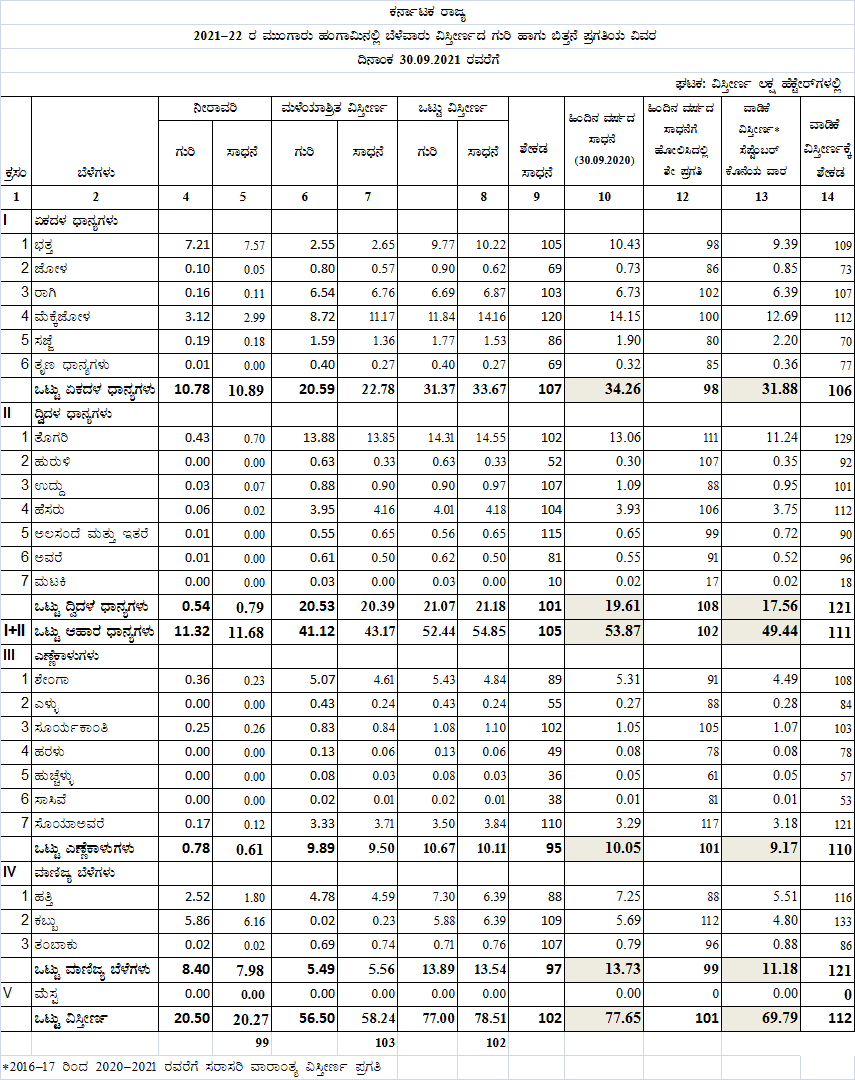 ಕರ್ನಾಟಕ ರಾಜ್ಯ
2021–22 ರ ಮುಂಗಾರು ಹಂಗಾಮಿನಲ್ಲಿ ಬೆಳೆವಾರು ವಿಸ್ತೀರ್ಣದ ಗುರಿ ಹಾಗು ಬಿತ್ತನೆ ಪ್ರಗತಿಯ ವಿವರ
ದಿನಾಂಕ 30.09.2021 ರವರೆಗೆ
ಘಟಕ: ವಿಸ್ತೀರ್ಣ ಲಕ್ಷ ಹೆಕ್ಟೇರ್‌ಗಳಲ್ಲಿ
ಕ್ರಸಂ ಬೆಳೆಗಳು ನೀರಾವರಿ ಮಳೆಯಾಶ್ರಿತ ವಿಸ್ತೀರ್ಣ ಒಟ್ಟು ವಿಸ್ತೀರ್ಣ ಶೇಕಡ ಸಾಧನೆ ಹಿಂದಿನ ವರ್ಷದ ಸಾಧನೆ (30.09.2020) ಹಿಂದಿನ ವರ್ಷದ ಸಾಧನೆಗೆ ಹೋಲಿಸಿದಲ್ಲಿ ಶೇ ಪ್ರಗತಿ ವಾಡಿಕೆ ವಿಸ್ತೀರ್ಣ* ಸೆಪ್ಟೆಂಬರ್ ಕೊನೆಯ ವಾರ ವಾಡಿಕೆ ವಿಸ್ತೀರ್ಣಕ್ಕೆ ಶೇಕಡ
ಗುರಿ ಸಾಧನೆ ಗುರಿ ಸಾಧನೆ ಗುರಿ ಸಾಧನೆ
1 2 4 5 6 7 8 9 10 12 13 14
I ಏಕದಳ ಧಾನ್ಯಗಳು
1 ಭತ್ತ 7.21 7.57 2.55 2.65 9.77 10.22 105 10.43 98 9.39 109
2 ಜೋಳ 0.10 0.05 0.80 0.57 0.90 0.62 69 0.73 86 0.85 73
3 ರಾಗಿ 0.16 0.11 6.54 6.76 6.69 6.87 103 6.73 102 6.39 107
4 ಮೆಕ್ಕೆಜೋಳ 3.12 2.99 8.72 11.17 11.84 14.16 120 14.15 100 12.69 112
5 ಸಜ್ಜೆ 0.19 0.18 1.59 1.36 1.77 1.53 86 1.90 80 2.20 70
6 ತೃಣ ಧಾನ್ಯಗಳು 0.01 0.00 0.40 0.27 0.40 0.27 69 0.32 85 0.36 77
ಒಟ್ಟು ಏಕದಳ ಧಾನ್ಯಗಳು 10.78 10.89 20.59 22.78 31.37 33.67 107 34.26 98 31.88 106
II ದ್ವಿದಳ ಧಾನ್ಯಗಳು
1 ತೊಗರಿ 0.43 0.70 13.88 13.85 14.31 14.55 102 13.06 111 11.24 129
2 ಹುರುಳಿ 0.00 0.00 0.63 0.33 0.63 0.33 52 0.30 107 0.35 92
3 ಉದ್ದು 0.03 0.07 0.88 0.90 0.90 0.97 107 1.09 88 0.95 101
4 ಹೆಸರು 0.06 0.02 3.95 4.16 4.01 4.18 104 3.93 106 3.75 112
5 ಅಲಸಂದೆ ಮತ್ತು ಇತರೆ 0.01 0.00 0.55 0.65 0.56 0.65 115 0.65 99 0.72 90
6 ಅವರೆ 0.01 0.00 0.61 0.50 0.62 0.50 81 0.55 91 0.52 96
7 ಮಟಕಿ 0.00 0.00 0.03 0.00 0.03 0.00 10 0.02 17 0.02 18
ಒಟ್ಟು ದ್ವಿದಳ ಧಾನ್ಯಗಳು 0.54 0.79 20.53 20.39 21.07 21.18 101 19.61 108 17.56 121
I+II ಒಟ್ಟು ಆಹಾರ ಧಾನ್ಯಗಳು 11.32 11.68 41.12 43.17 52.44 54.85 105 53.87 102 49.44 111
III ಎಣ್ಣೆಕಾಳುಗಳು
1 ಶೇಂಗಾ 0.36 0.23 5.07 4.61 5.43 4.84 89 5.31 91 4.49 108
2 ಎಳ್ಳು 0.00 0.00 0.43 0.24 0.43 0.24 55 0.27 88 0.28 84
3 ಸೂರ್ಯಕಾಂತಿ 0.25 0.26 0.83 0.84 1.08 1.10 102 1.05 105 1.07 103
4 ಹರಳು 0.00 0.00 0.13 0.06 0.13 0.06 49 0.08 78 0.08 78
5 ಹುಚ್ಚೆಳ್ಳು 0.00 0.00 0.08 0.03 0.08 0.03 36 0.05 61 0.05 57
6 ಸಾಸಿವೆ 0.00 0.00 0.02 0.01 0.02 0.01 38 0.01 81 0.01 53
7 ಸೊಯಾಅವರೆ 0.17 0.12 3.33 3.71 3.50 3.84 110 3.29 117 3.18 121
ಒಟ್ಟು ಎಣ್ಣೆಕಾಳುಗಳು 0.78 0.61 9.89 9.50 10.67 10.11 95 10.05 101 9.17 110
IV ವಾಣಿಜ್ಯ ಬೆಳೆಗಳು
1 ಹತ್ತಿ 2.52 1.80 4.78 4.59 7.30 6.39 88 7.25 88 5.51 116
2 ಕಬ್ಬು 5.86 6.16 0.02 0.23 5.88 6.39 109 5.69 112 4.80 133
3 ತಂಬಾಕು 0.02 0.02 0.69 0.74 0.71 0.76 107 0.79 96 0.88 86
ಒಟ್ಟು ವಾಣಿಜ್ಯ ಬೆಳೆಗಳು 8.40 7.98 5.49 5.56 13.89 13.54 97 13.73 99 11.18 121
V ಮೆಸ್ತ 0.00 0.00 0.00 0.00 0.00 0.00 0.00 0 0.00 0
ಒಟ್ಟು ವಿಸ್ತೀರ್ಣ 20.50 20.27 56.50 58.24 77.00 78.51 102 77.65 101 69.79 112
99 103 102
*2016–17 ರಿಂದ 2020–2021 ರವರೆಗೆ ಸರಾಸರಿ ವಾರಾಂತ್ಯ ವಿಸ್ತೀರ್ಣ ಪ್ರಗತಿ